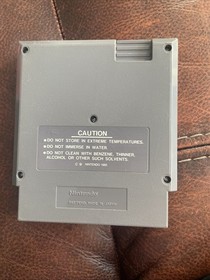 CAUTION
•DO NOT STORE IN EXTREME TEMPERATURES.
•DO NOT IMMERSE IN WATER.
•DO NOT CLEAN WITH BENZENE, THINNER,
ALCOHOL OR OTHER SUCH SOLVENTS.
Nintendo